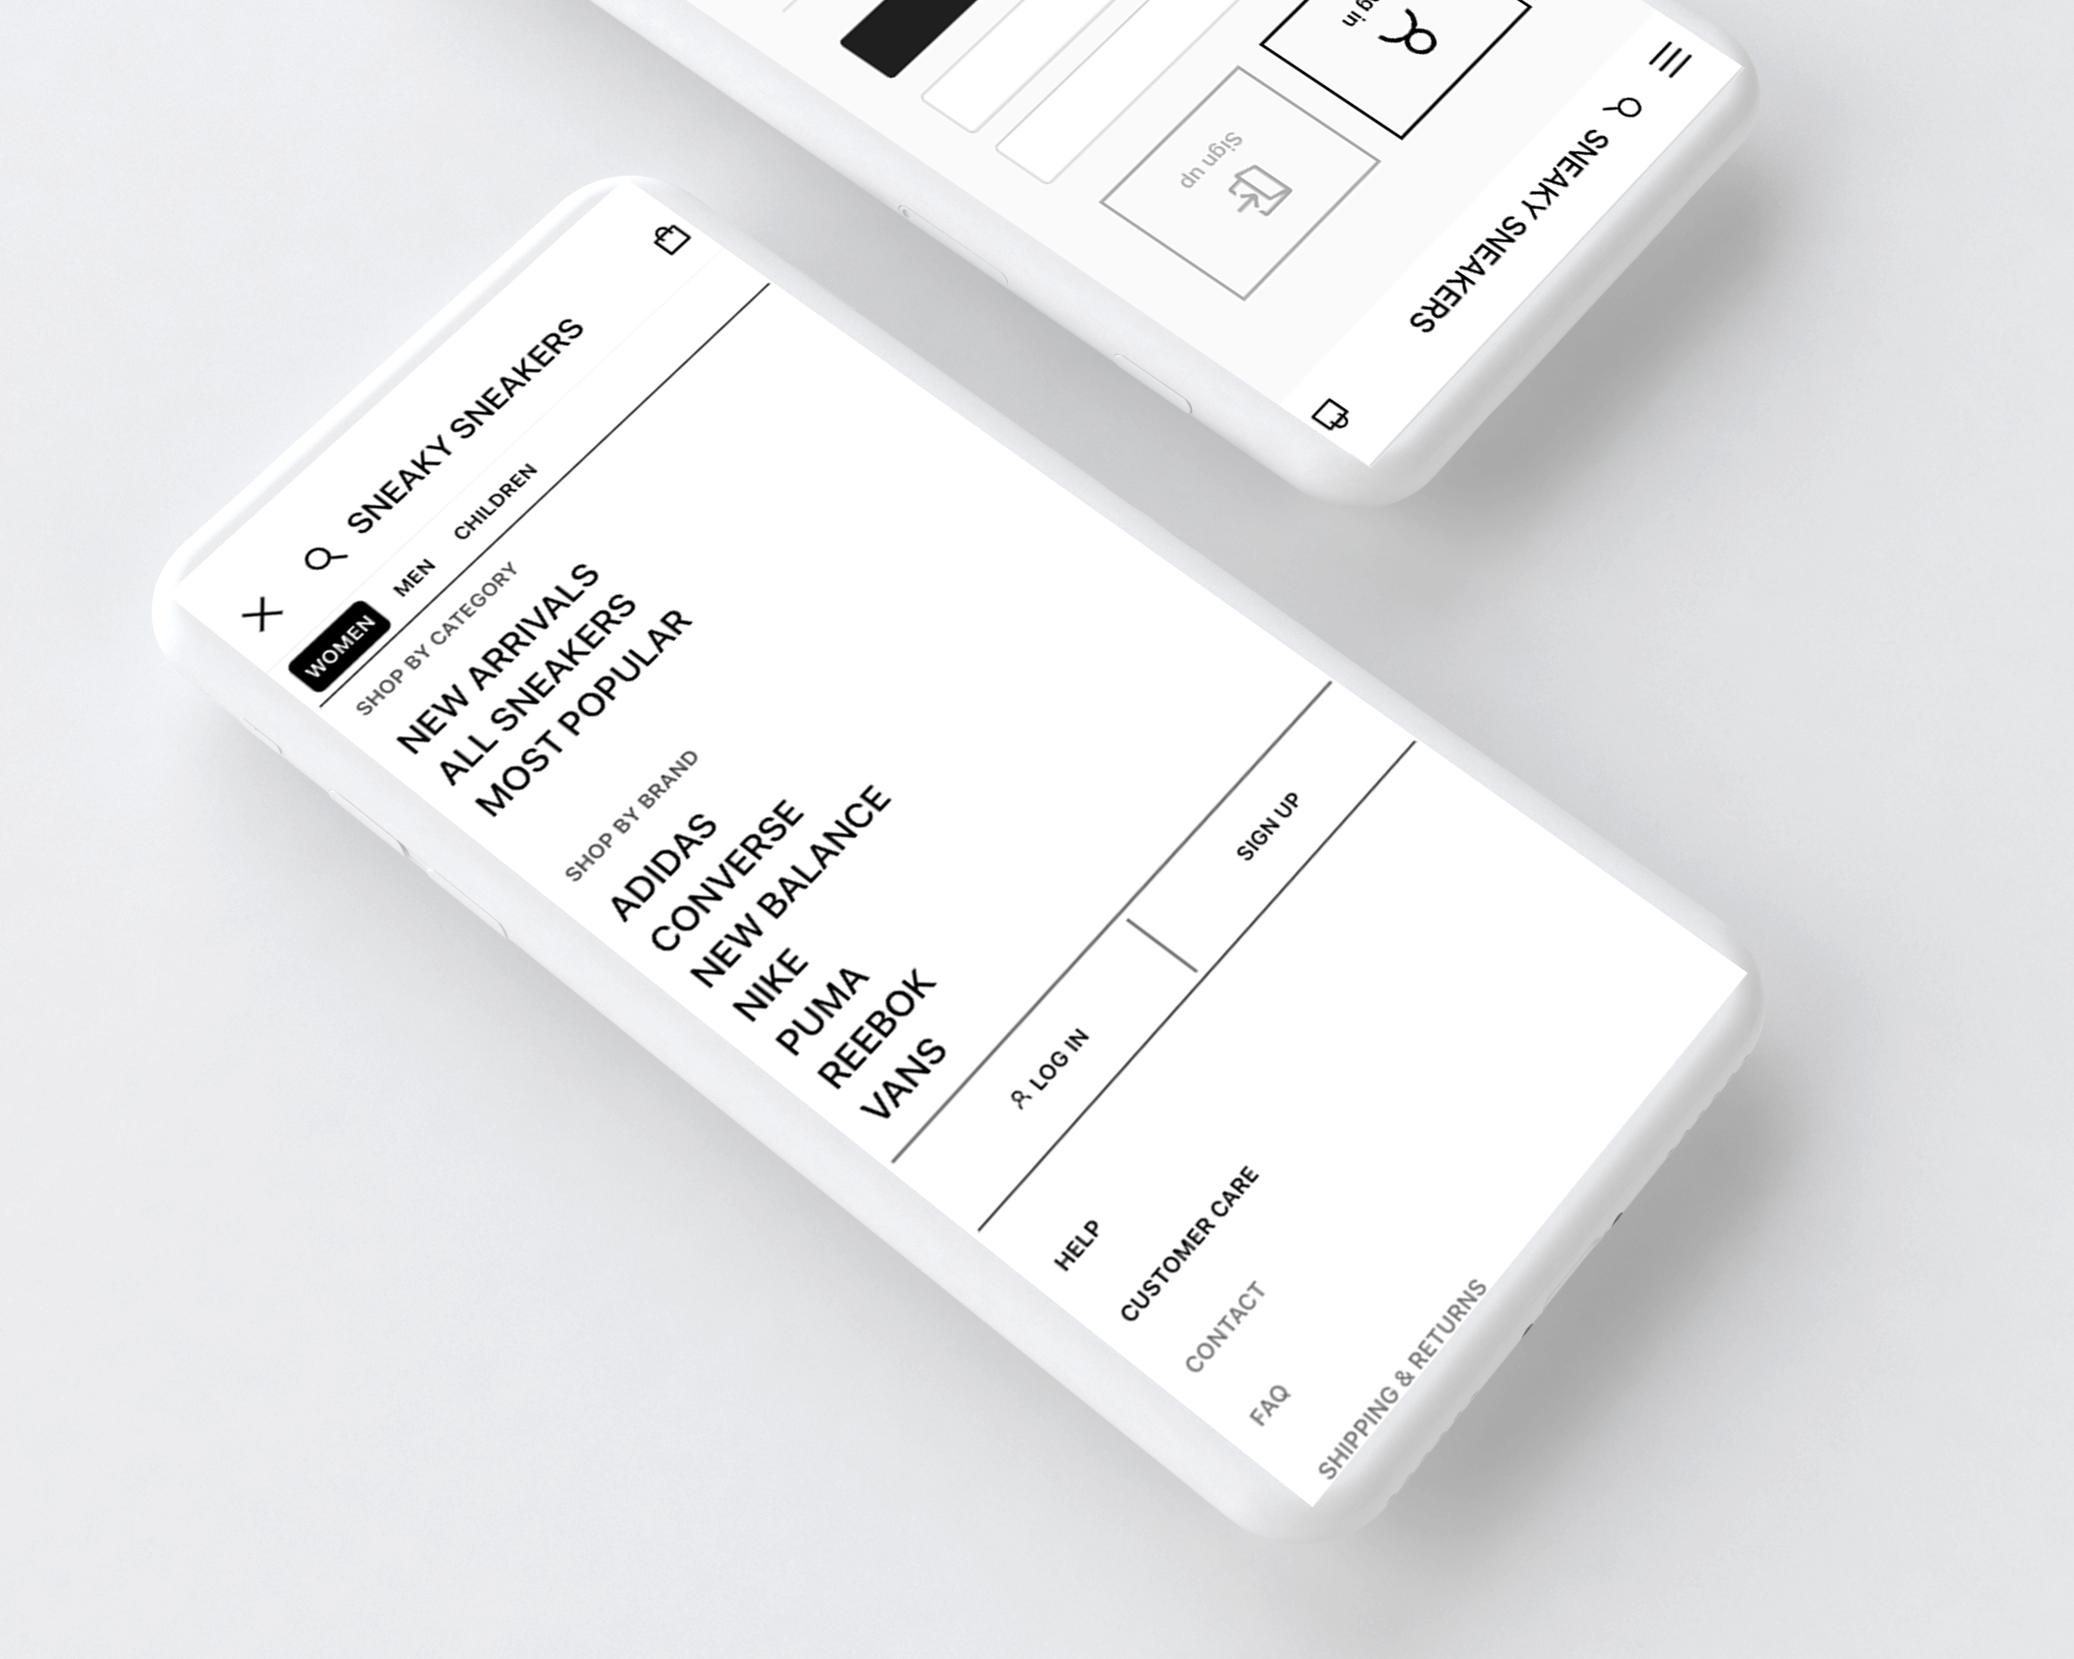 SNEAKY SNEAKERS
WOMEN MEN CHILDREN
SHOP BY CATEGORY
NEW ARRIVALS
ALL SNEAKERS
MOST POPULAR
SHOP BY BRAND
ADIDAS
CONVERSE
NEW BALANCE
NIKE
PUMA
REEBOK
VANS
LOG IN SIGN UP
HELP
CUSTOMER CARE
CONTACT
FAQ
SHIPPING & RETURNS
SNEAKY SNEAKERS
in
Sign up